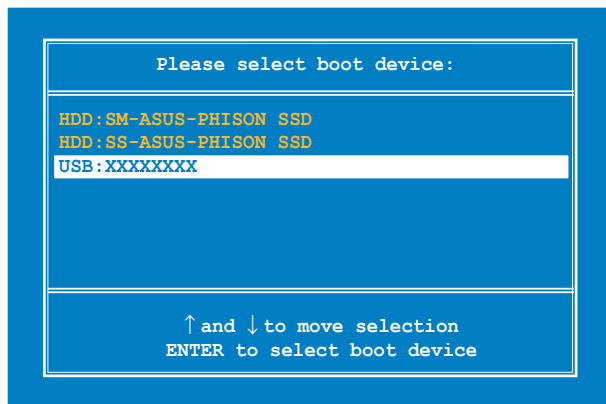 Please select boot device:
HDD:SM-ASUS-PHISON SSD
HDD:SS-ASUS-PHISON SSD
USB:XXXXXXXX
↑and ↓to move selection
ENTER to select boot device